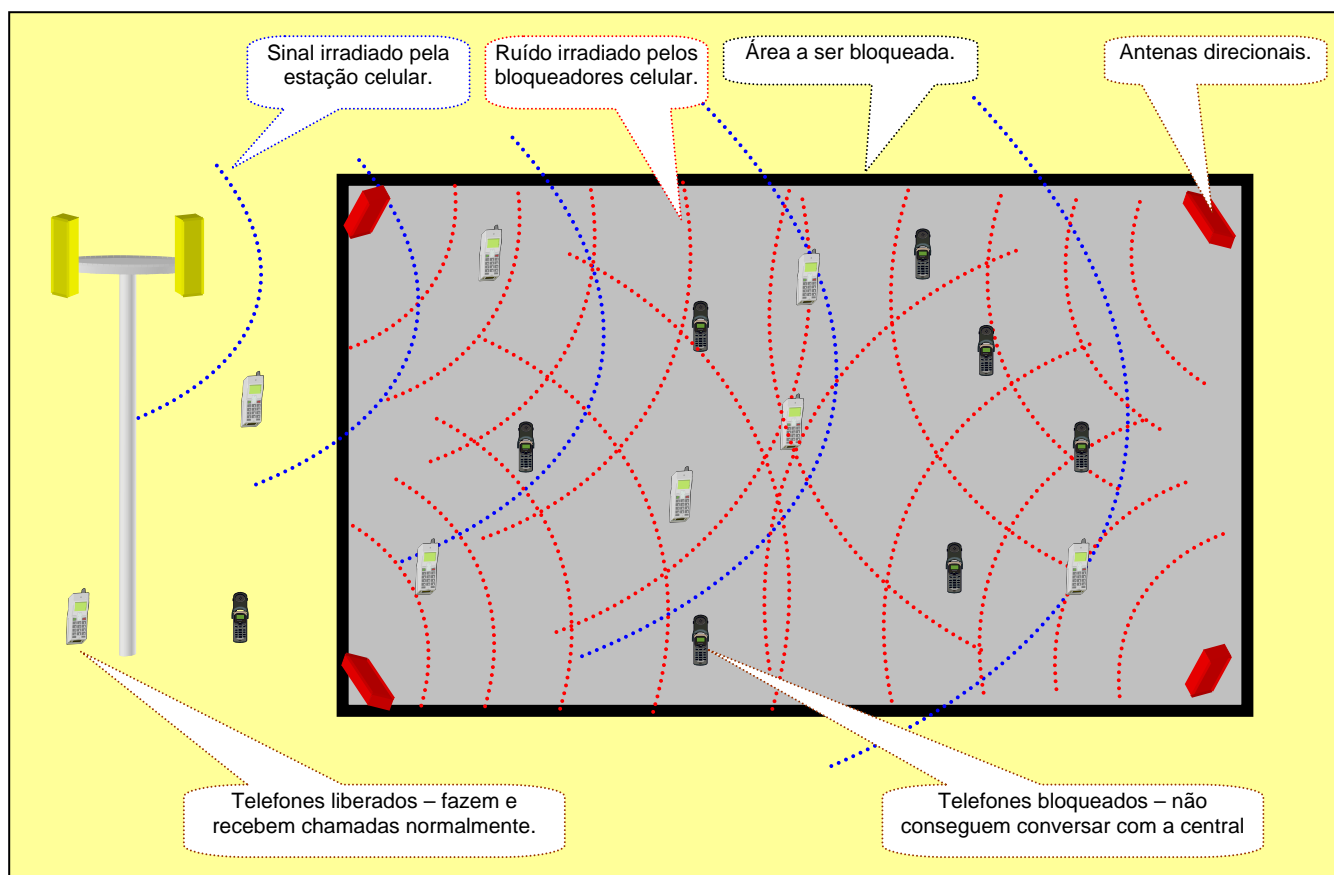 Sinal irradiado pela
estação celular.
Ruído irradiado pelos
bloqueadores celular.
Área a ser bloqueada.
Antenas direcionais.
Telefones liberados – fazem e
recebem chamadas normalmente.
Telefones bloqueados – não
conseguem conversar com a central